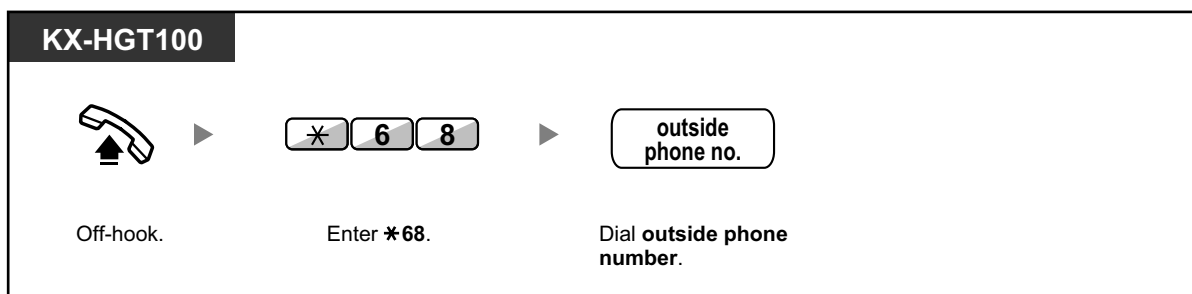 KX-HGT100
* 6 8
outside
phone no.
Off-hook.
Enter *68.
Dial outside phone
number.